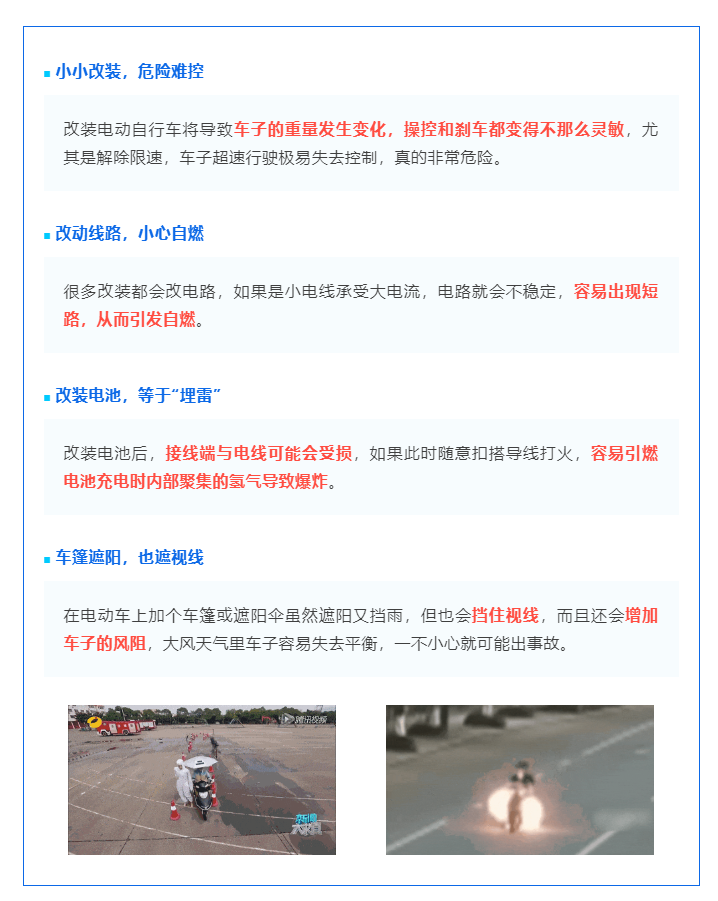 小小改装，危险难控
改装电动自行车将导致车子的重量发生变化，操控和刹车都变得不那么灵敏，尤
其是解除限速，车子超速行驶极易失去控制，真的非常危险。
改动线路，小心自燃
很多改装都会改电路，如果是小电线承受大电流，电路就会不稳定，容易出现短
路，从而引发自燃。
改装电池，等于“埋雷”
改装电池后，接线端与电线可能会受损，如果此时随意扣搭导线打火，容易引燃
电池充电时内部聚集的氢气导致爆炸。
车篷遮阳，也遮视线
在电动车上加个车篷或遮阳伞虽然遮阳又挡雨，但也会挡住视线，而且还会增加
车子的风阻，大风天气里车子容易失去平衡，一不小心就可能出事故。
腾讯视频